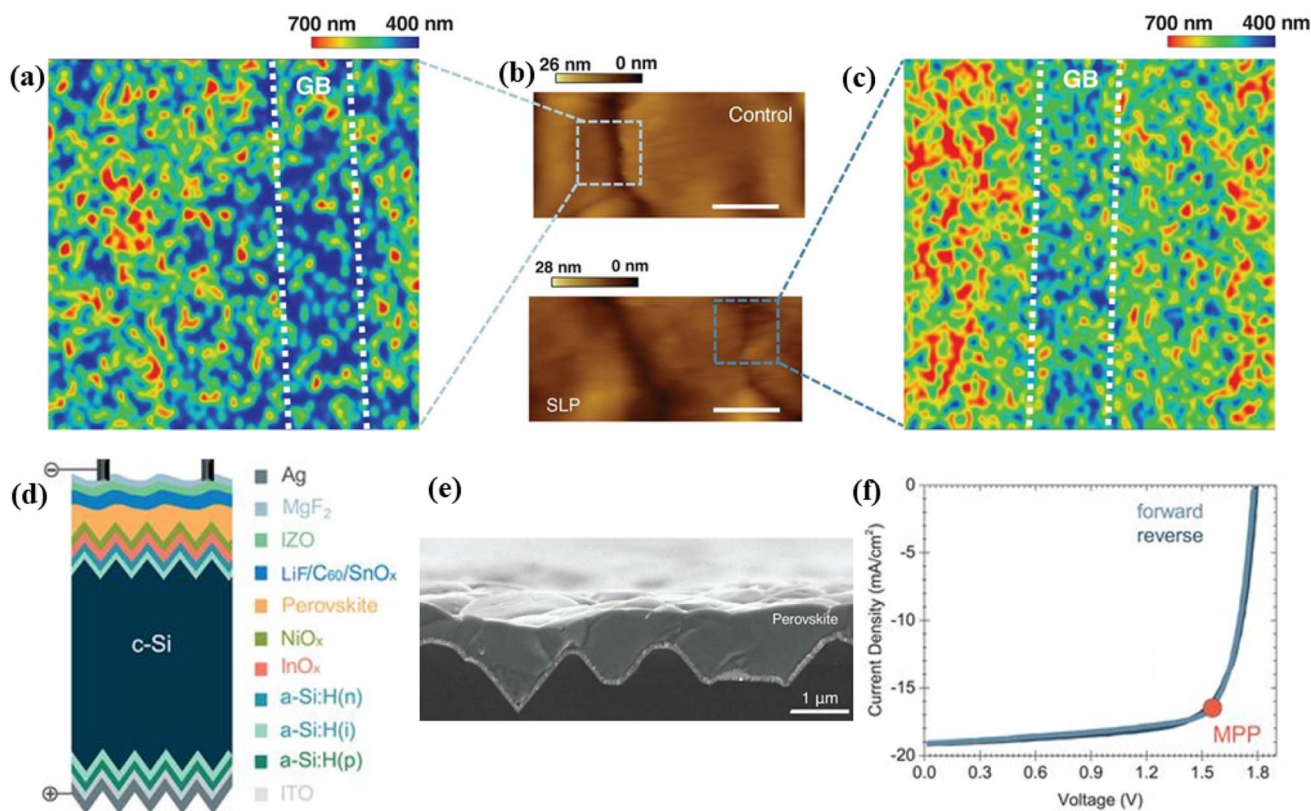 700 nm 400 nm
(a)
GB
(b)
26 nm 0 nm
Control
28 nm 0 nm
SLP
700 nm 400 nm
(c)
GB
(d)
⊖
c-Si
⊕
Ag
MgF₂
IZO
LiF/C₆₀/SnOₓ
Perovskite
NiOₓ
InOₓ
a-Si:H(n)
a-Si:H(i)
a-Si:H(p)
ITO
(e)
Perovskite
1 µm
(f)
Current Density (mA/cm²)
0
-5
-10
-15
-20
forward
reverse
MPP
0.0 0.3 0.6 0.9 1.2 1.5 1.8
Voltage (V)